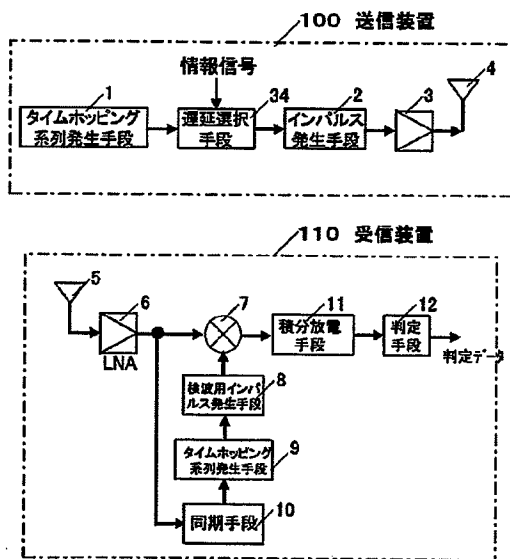 100 送信装置
4
情報信号
1
34
2
3
タイムホッピング
系列発生手段
遅延選択
手段
インパルス
発生手段
110 受信装置
5
6
7
11
12
積分放電
手段
判定
手段
LNA
判定データ
8
検波用インパ
ルス発生手段
9
タイムホッピング
系列発生手段
10
同期手段